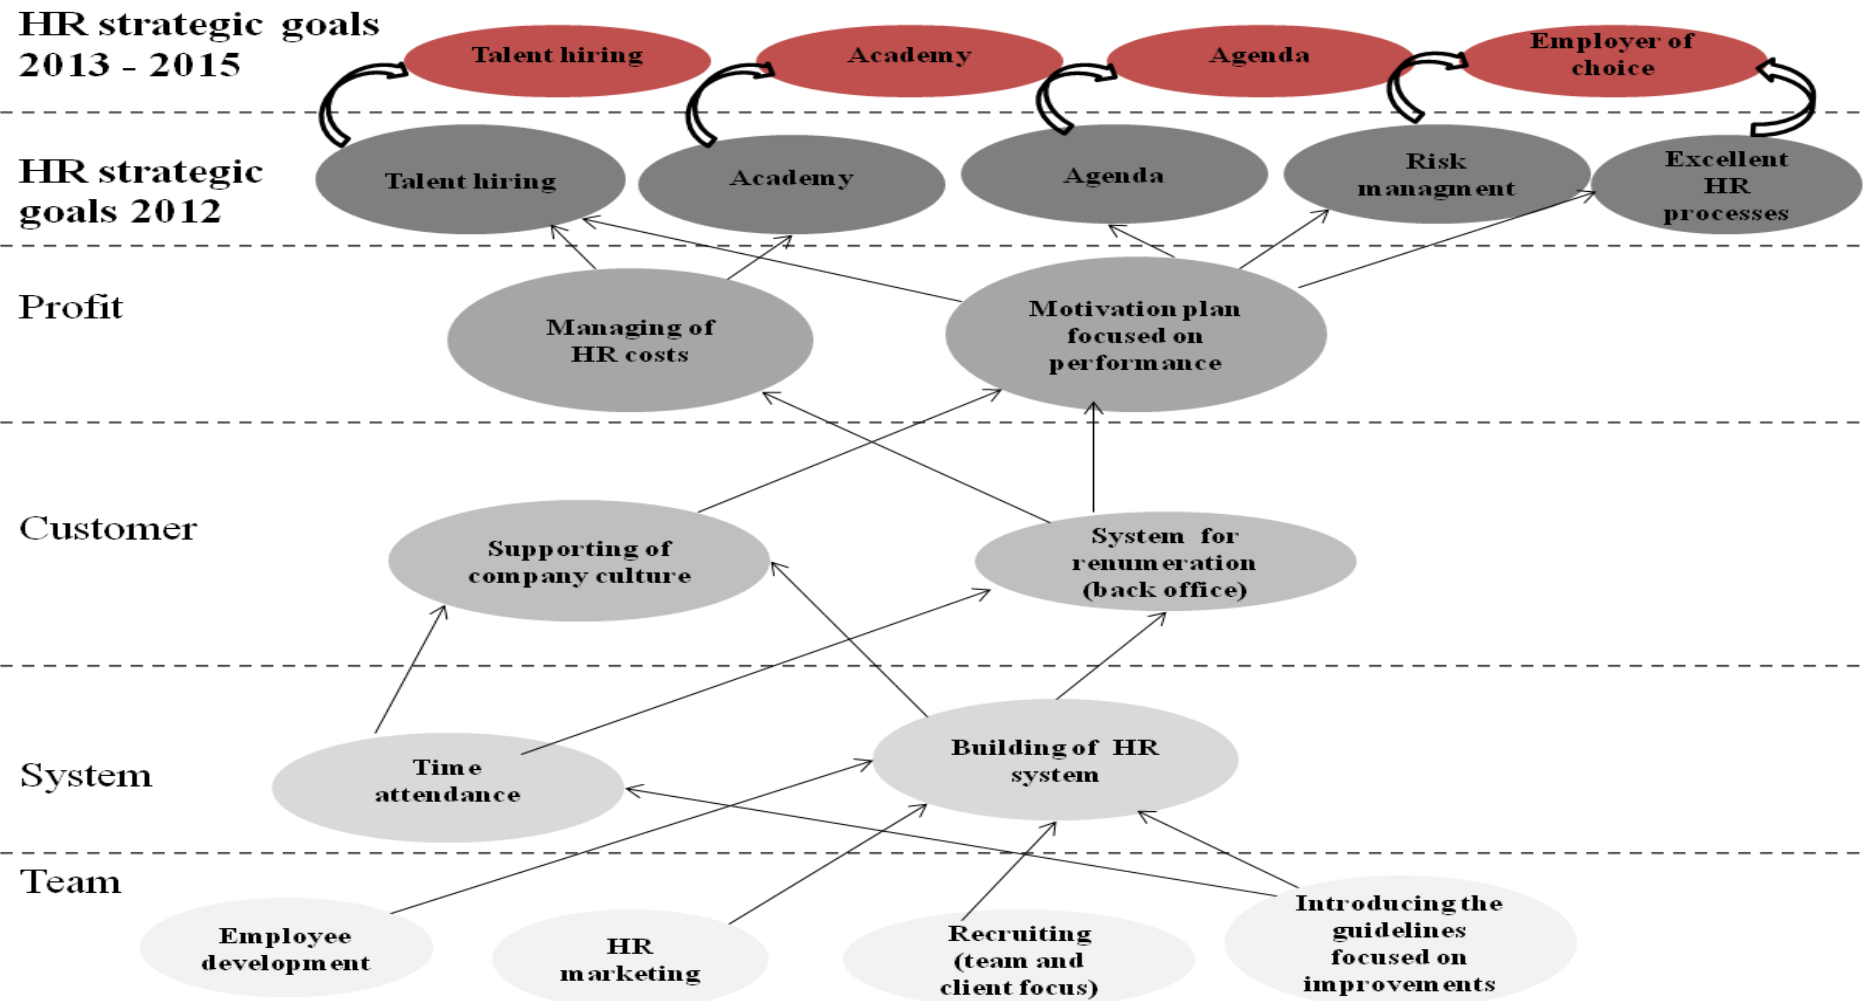 HR strategic goals
2013 - 2015
Talent hiring
Academy
Agenda
Employer of
choice
HR strategic
goals 2012
Talent hiring
Academy
Agenda
Risk
managment
Excellent
HR
processes
Profit
Managing of
HR costs
Motivation plan
focused on
performance
Customer
Supporting of
company culture
System for
renumeration
(back office)
System
Time
attendance
Building of HR
system
Team
Employee
development
HR
marketing
Recruiting
(team and
client focus)
Introducing the
guidelines
focused on
improvements